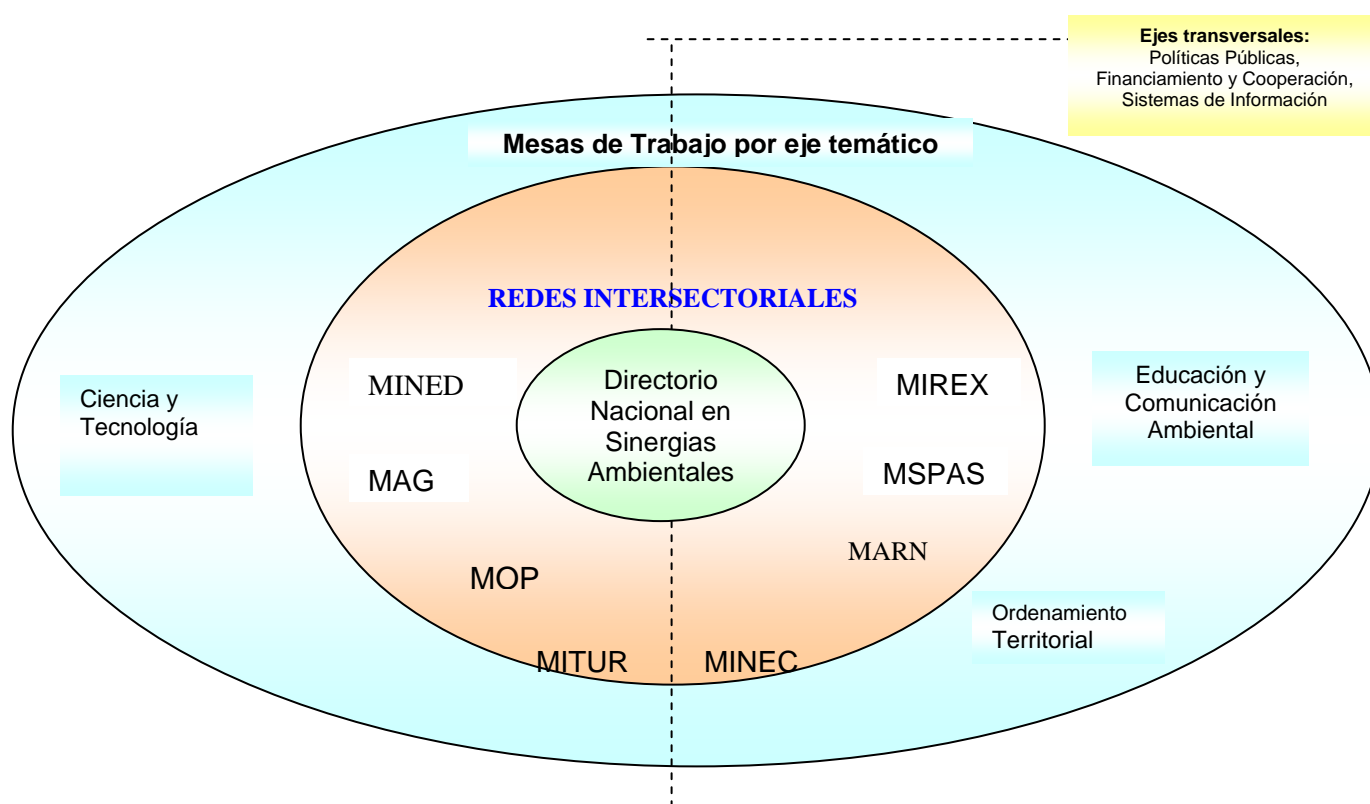 Ejes transversales:
Políticas Públicas,
Financiamiento y Cooperación,
Sistemas de Información
Mesas de Trabajo por eje temático
REDES INTERSECTORIALES
Ciencia y
Tecnología
MINED
MAG
MOP
MITUR
Directorio
Nacional en
Sinergias
Ambientales
MIREX
MSPAS
MARN
MINEC
Educación y
Comunicación
Ambiental
Ordenamiento
Territorial